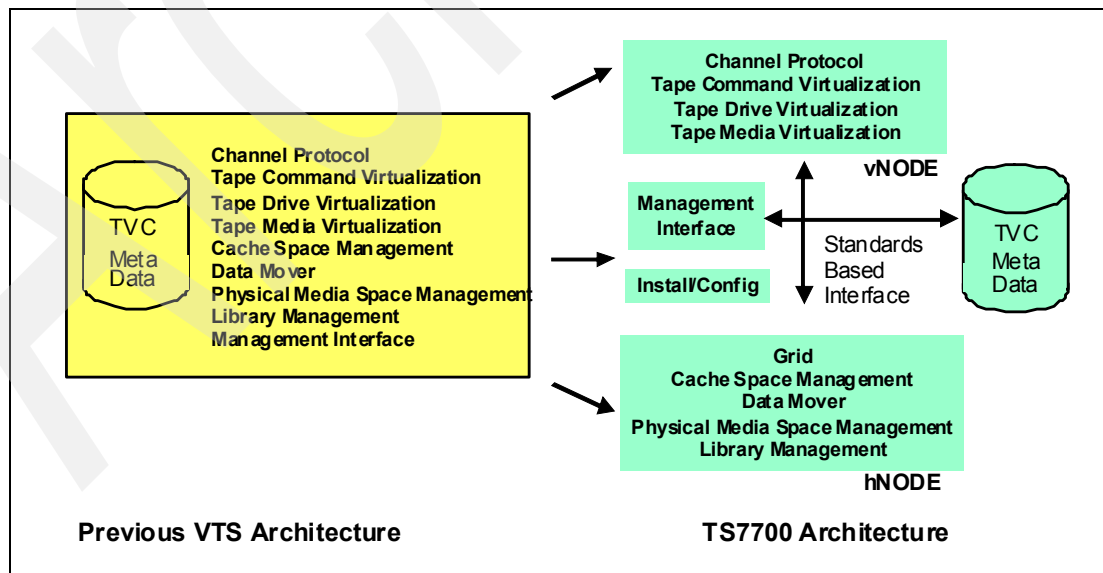 Channel Protocol
Tape Command Virtualization
Tape Drive Virtualization
Tape Media Virtualization
Cache Space Management
Data Mover
Physical Media Space Management
Library Management
Management Interface
TVC
Meta
Data
Previous VTS Architecture
Channel Protocol
Tape Command Virtualization
Tape Drive Virtualization
Tape Media Virtualization
vNODE
Management
Interface
Install/Config
Standards
Based
Interface
TVC
Meta
Data
Grid
Cache Space Management
Data Mover
Physical Media Space Management
Library Management
hNODE
TS7700 Architecture